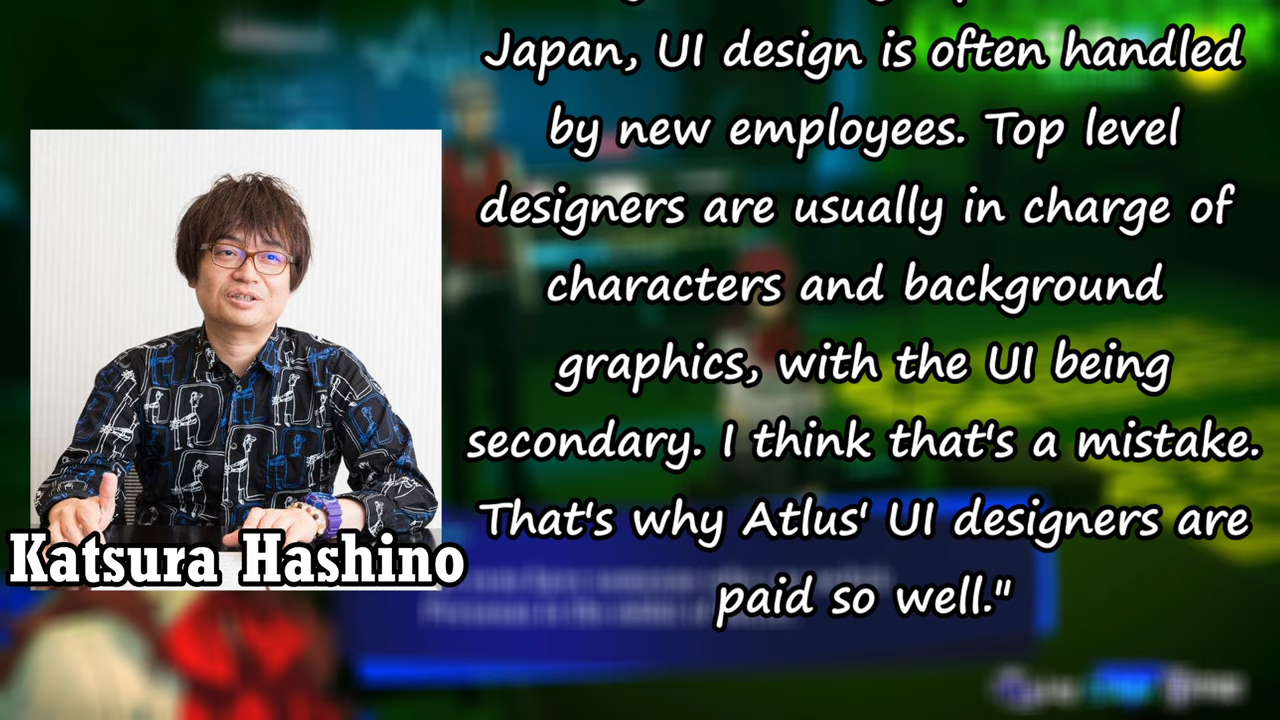 Japan, UI design is often handled
by new employees. Top level
designers are usually in charge of
characters and background
graphics, with the UI being
secondary. I think that's a mistake.
That's why Atlus' UI designers are
paid so well."
Katsura Hashino